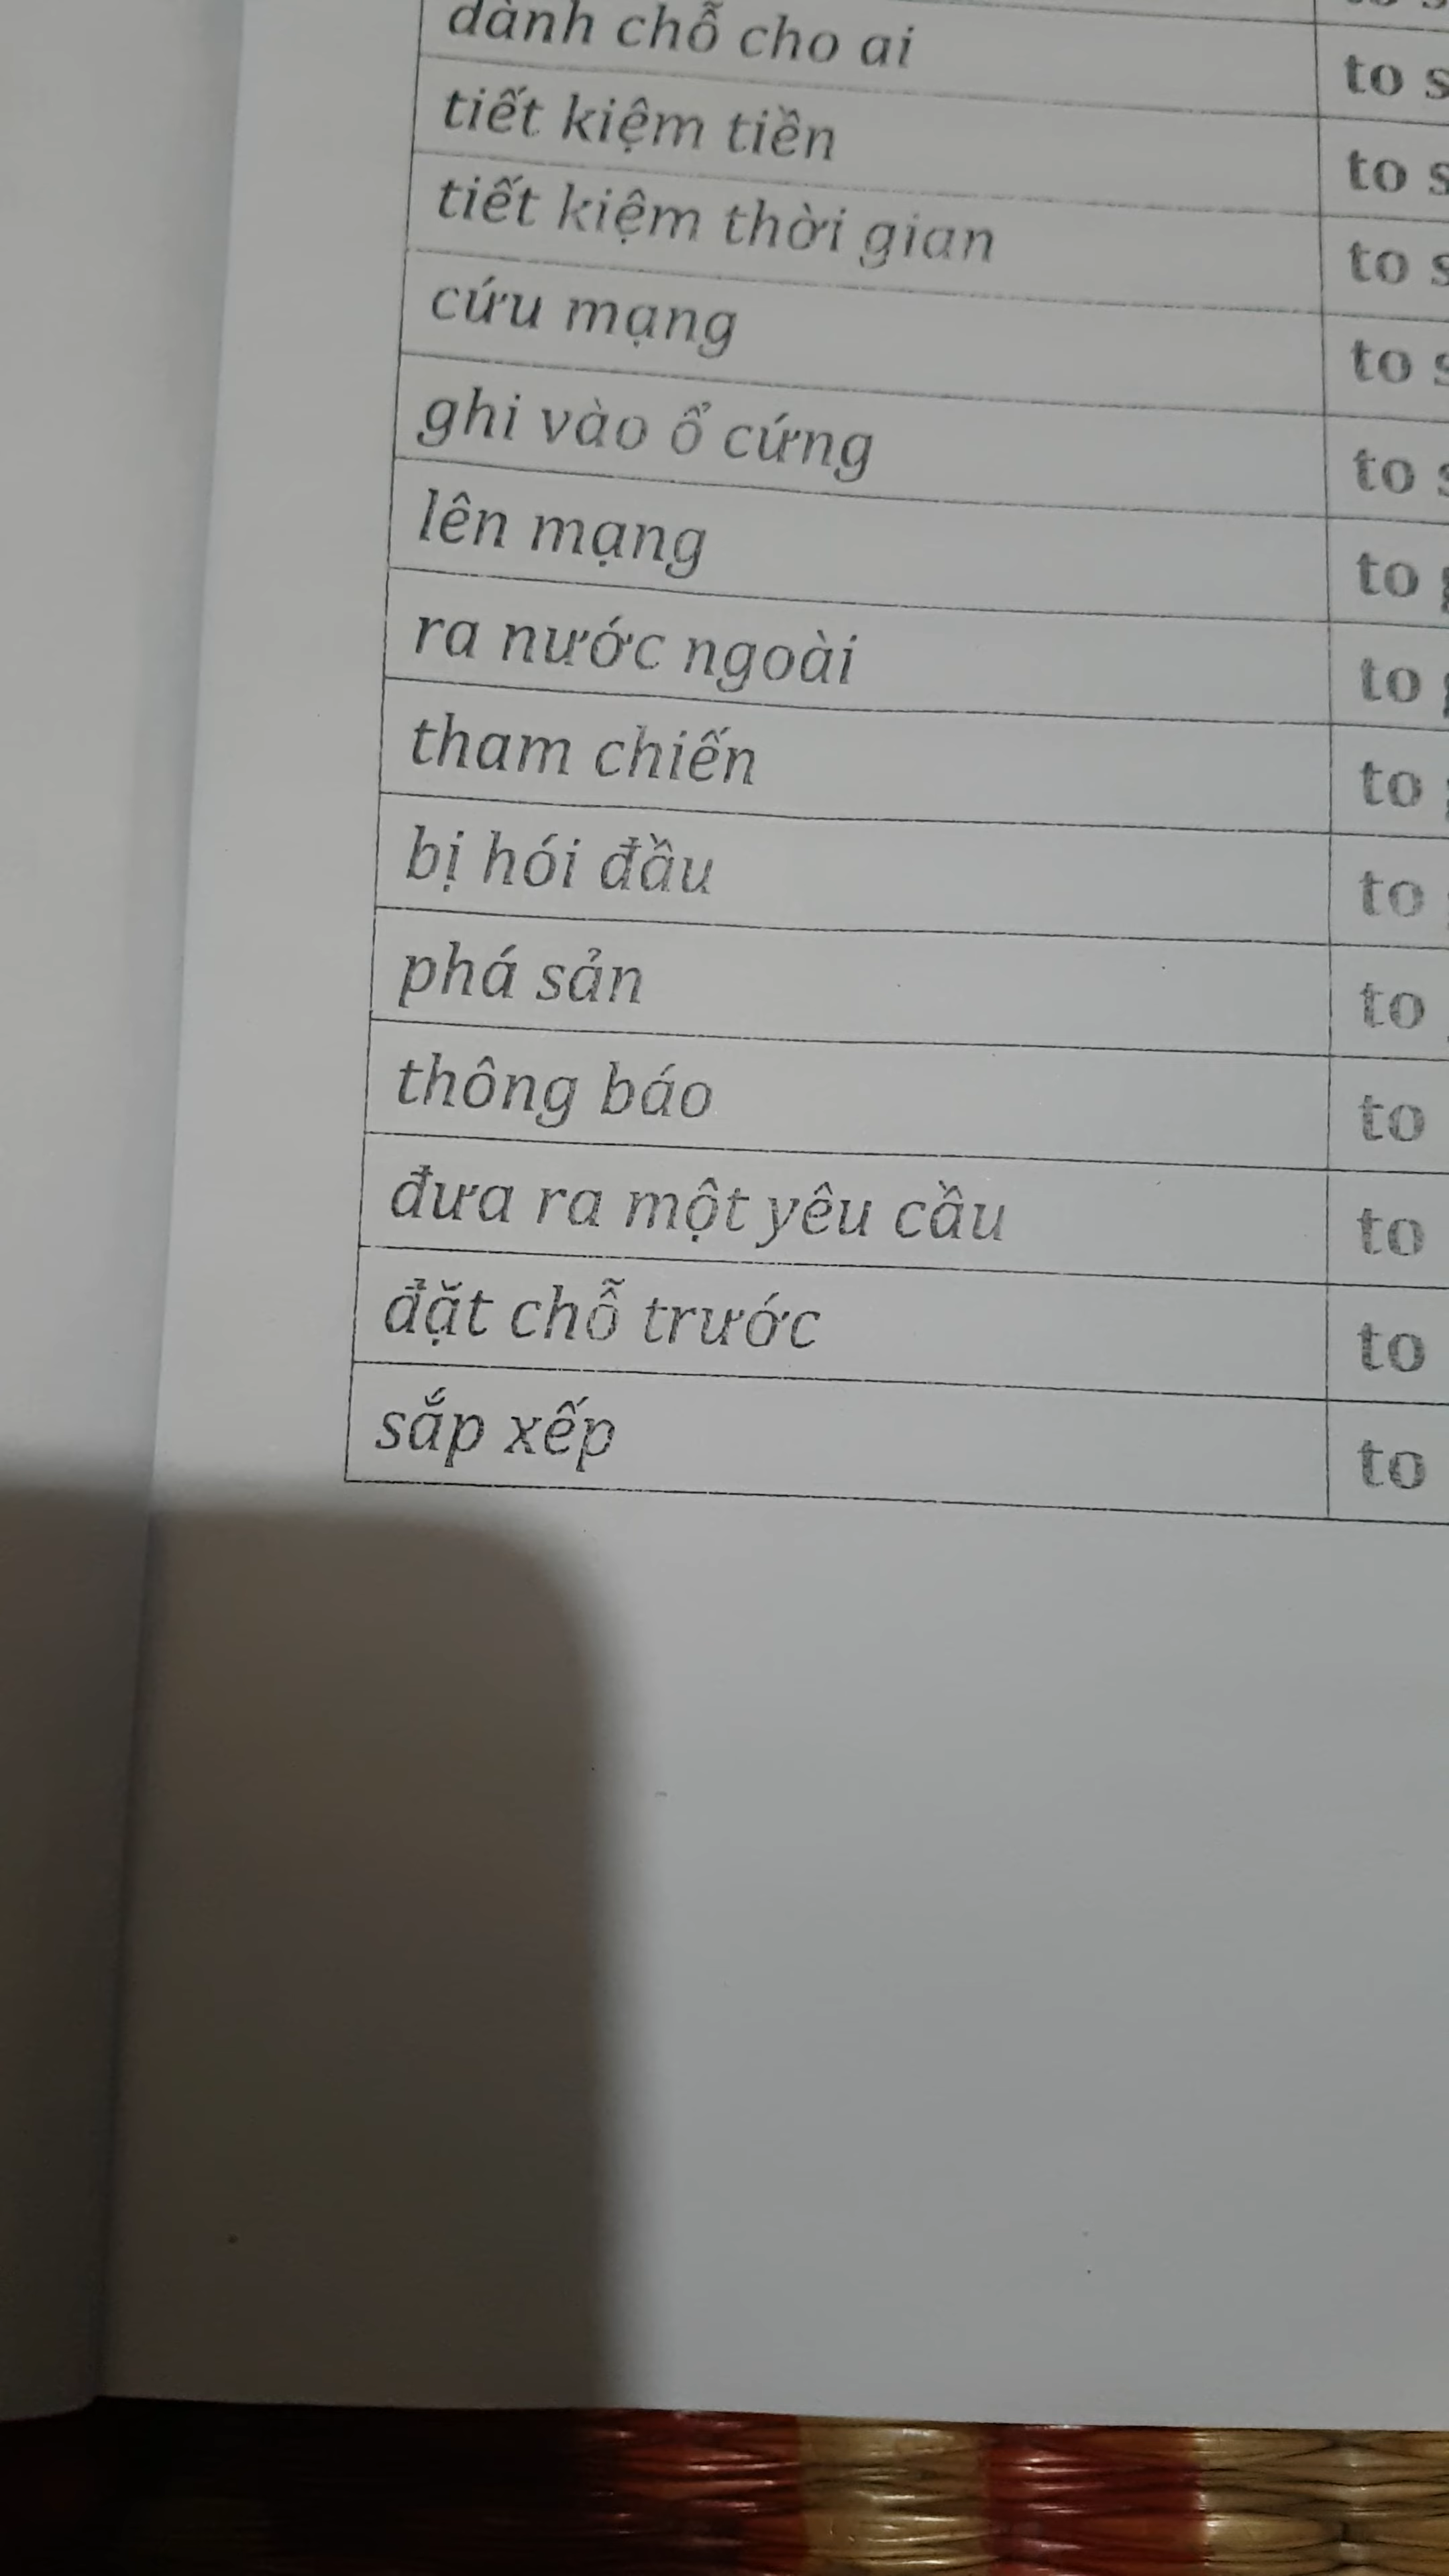 dành chỗ cho ai
to s
tiết kiệm tiền
to s
tiết kiệm thời gian
to s
cứu mạng
to s
ghi vào ổ cứng
to s
lên mạng
to g
ra nước ngoài
to
tham chiến
to
bị hói đầu
to
phá sản
to
thông báo
to
đưa ra một yêu cầu
to
đặt chỗ trước
to
sắp xếp
to